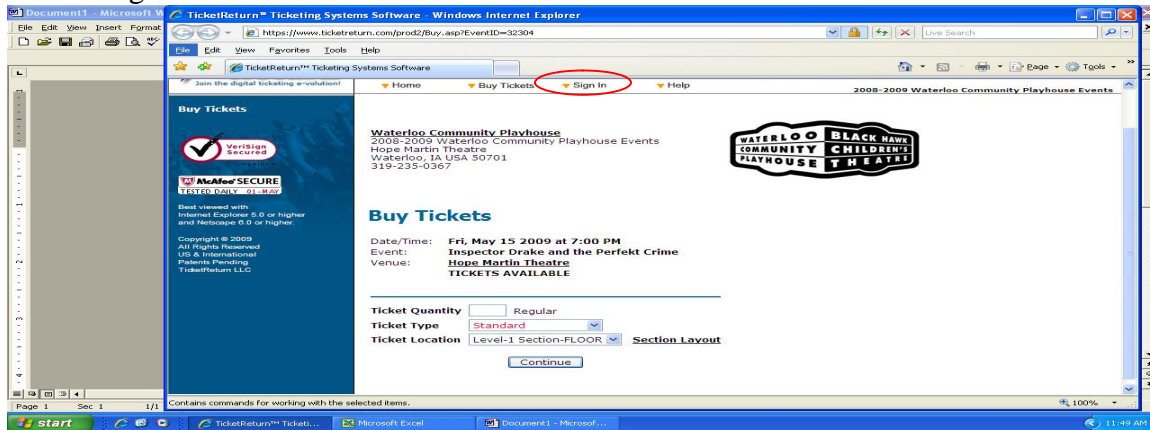 Document1 - Microsoft W
File Edit View Insert Format
Page 1 Sec 1 1/1
TicketReturn™ Ticketing Systems Software - Windows Internet Explorer
https://www.ticketreturn.com/prod2/Buy.asp?EventID=32304
Live Search
File Edit View Favorites Tools Help
TicketReturn™ Ticketing Systems Software
Page Tools
Join the digital ticketing e-volution!
Home Buy Tickets Sign In Help
2008-2009 Waterloo Community Playhouse Events
Buy Tickets
VeriSign Secured
McAfee SECURE
TESTED DAILY 01-MAY
Best viewed with
Internet Explorer 5.0 or higher
and Netscape 6.0 or higher.
Copyright © 2009
All Rights Reserved
US & International
Patents Pending
TicketReturn LLC
Waterloo Community Playhouse
2008-2009 Waterloo Community Playhouse Events
Hope Martin Theatre
Waterloo, IA USA 50701
319-235-0367
WATERLOO COMMUNITY PLAYHOUSE
BLACK HAWK CHILDREN'S THEATRE
Buy Tickets
Date/Time: Fri, May 15 2009 at 7:00 PM
Event: Inspector Drake and the Perfekt Crime
Venue: Hope Martin Theatre
TICKETS AVAILABLE
Ticket Quantity Regular
Ticket Type Standard
Ticket Location Level-1 Section-FLOOR Section Layout
Continue
Contains commands for working with the selected items.
100%
start
TicketReturn™ Ticketi...
Microsoft Excel
Document1 - Microsof...
11:49 AM